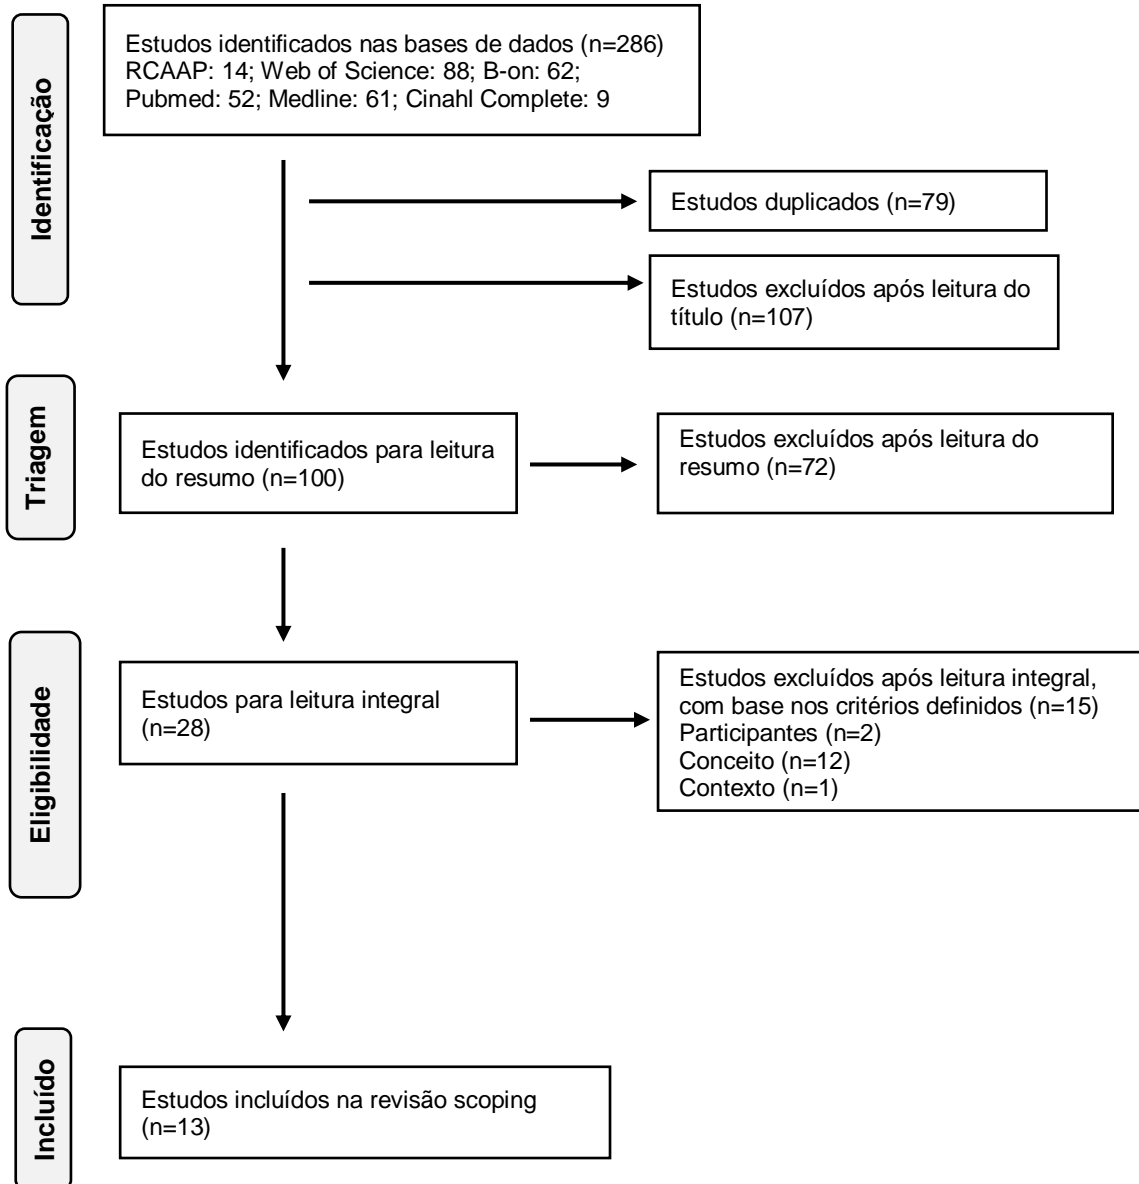 Identificação
Estudos identificados nas bases de dados (n=286)
RCAAP: 14; Web of Science: 88; B-on: 62;
Pubmed: 52; Medline: 61; Cinahl Complete: 9
Estudos duplicados (n=79)
Estudos excluídos após leitura do
título (n=107)
Triagem
Estudos identificados para leitura
do resumo (n=100)
Estudos excluídos após leitura do
resumo (n=72)
Eligibilidade
Estudos para leitura integral
(n=28)
Estudos excluídos após leitura integral,
com base nos critérios definidos (n=15)
Participantes (n=2)
Conceito (n=12)
Contexto (n=1)
Incluído
Estudos incluídos na revisão scoping
(n=13)